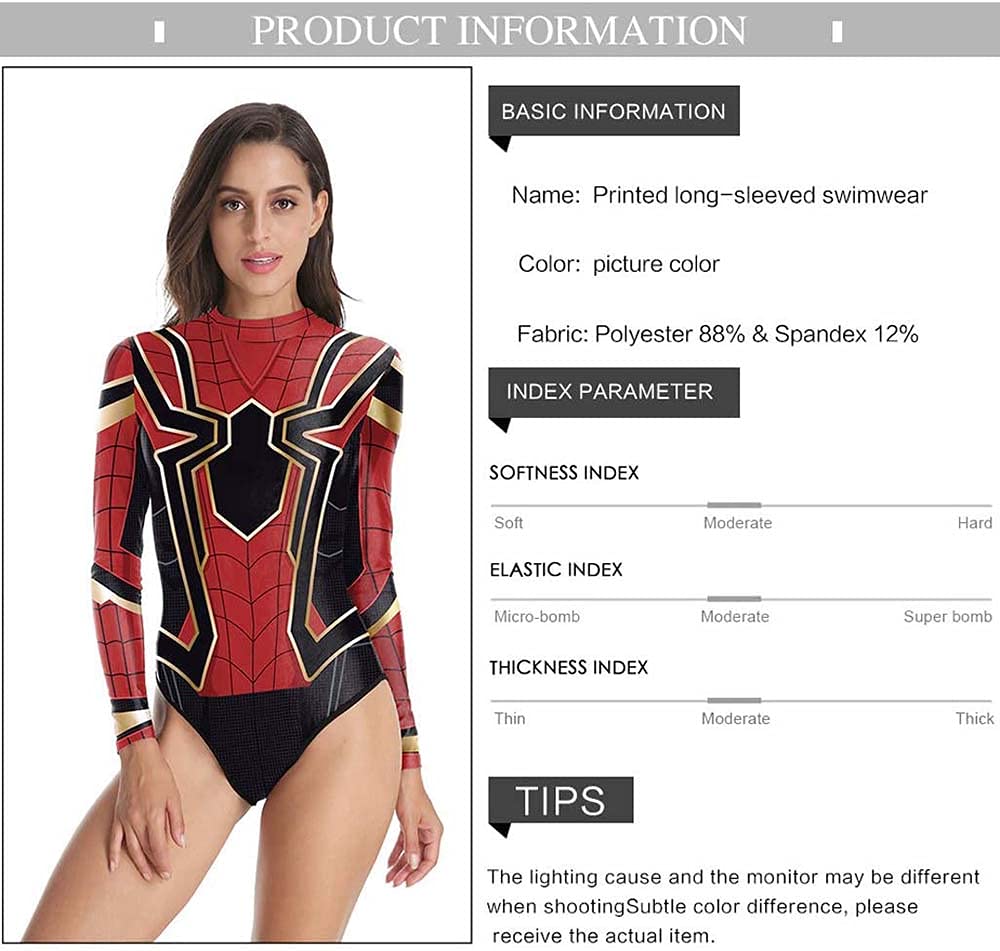 PRODUCT INFORMATION
BASIC INFORMATION
Name: Printed long-sleeved swimwear
Color: picture color
Fabric: Polyester 88% & Spandex 12%
INDEX PARAMETER
SOFTNESS INDEX
Soft Moderate Hard
ELASTIC INDEX
Micro-bomb Moderate Super bomb
THICKNESS INDEX
Thin Moderate Thick
TIPS
The lighting cause and the monitor may be different
when shootingSubtle color difference, please
receive the actual item.